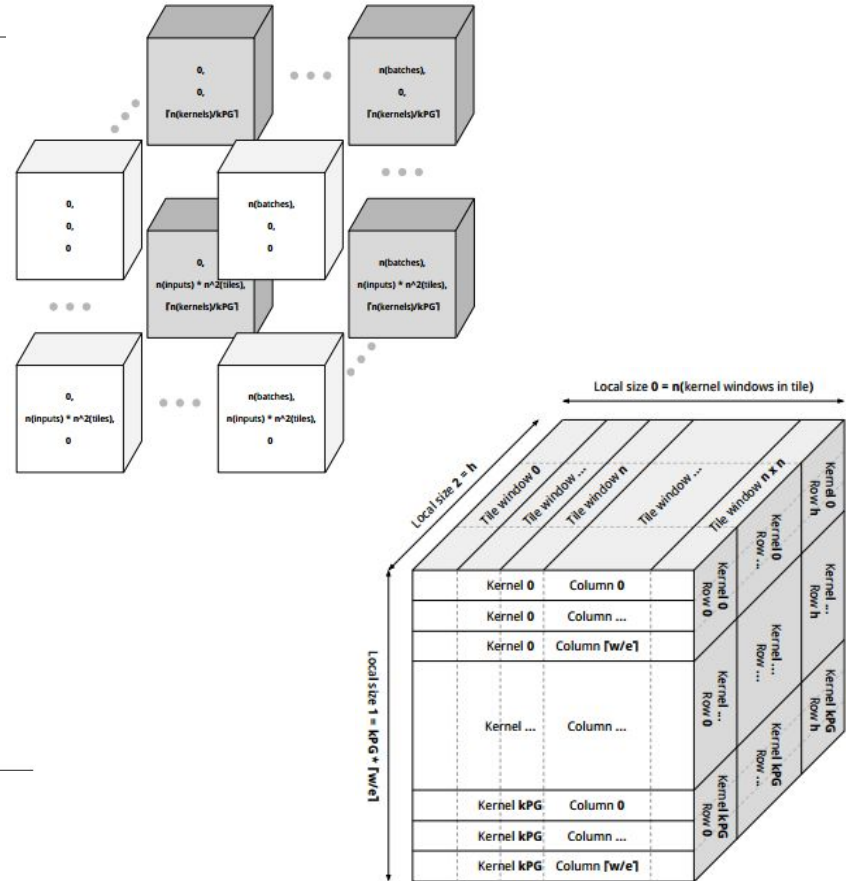 0,
0,
⌈n(kernels)/kPG⌉
n(batches),
0,
⌈n(kernels)/kPG⌉
0,
0,
0
n(batches),
0,
0
0,
n(inputs) * n^2(tiles),
⌈n(kernels)/kPG⌉
n(batches),
n(inputs) * n^2(tiles),
⌈n(kernels)/kPG⌉
0,
n(inputs) * n^2(tiles),
0
n(batches),
n(inputs) * n^2(tiles),
0
Local size 0 = n(kernel windows in tile)
Local size 2 = h
Tile window 0
Tile window ...
Tile window n
Tile window ...
Tile window n x n
Local size 1 = kPG * ⌈w/e⌉
Kernel 0 Column 0
Kernel 0 Column ...
Kernel 0 Column ⌈w/e⌉
Kernel ... Column ...
Kernel kPG Column 0
Kernel kPG Column ...
Kernel kPG Column ⌈w/e⌉
Kernel 0
Row 0
Kernel 0
Row ...
Kernel 0
Row h
Kernel ...
Row 0
Kernel ...
Row ...
Kernel ...
Row h
Kernel kPG
Row 0
Kernel kPG
Row ...
Kernel kPG
Row h